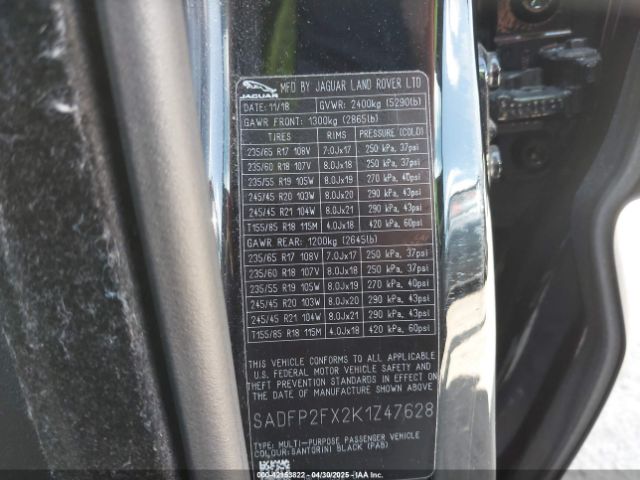 JAGUAR
MFD BY JAGUAR LAND ROVER LTD
DATE: 11/18 GVWR: 2400kg (5290lb)
GAWR FRONT: 1300kg (2865lb)
TIRES RIMS PRESSURE (COLD)
235/65 R17 108V 7.0Jx17 250 kPa, 37psi
235/60 R18 107V 8.0Jx18 250 kPa, 37psi
235/55 R19 105W 8.0Jx19 270 kPa, 40psi
245/45 R20 103W 8.0Jx20 290 kPa, 43psi
245/45 R21 104W 8.0Jx21 290 kPa, 43psi
T155/85 R18 115M 4.0Jx18 420 kPa, 60psi
GAWR REAR: 1200kg (2645lb)
235/65 R17 108V 7.0Jx17 250 kPa, 37psi
235/60 R18 107V 8.0Jx18 250 kPa, 37psi
235/55 R19 105W 8.0Jx19 270 kPa, 40psi
245/45 R20 103W 8.0Jx20 290 kPa, 43psi
245/45 R21 104W 8.0Jx21 290 kPa, 43psi
T155/85 R18 115M 4.0Jx18 420 kPa, 60psi
THIS VEHICLE CONFORMS TO ALL APPLICABLE
U.S. FEDERAL MOTOR VEHICLE SAFETY AND
THEFT PREVENTION STANDARDS IN EFFECT ON THE
DATE OF MANUFACTURE SHOWN ABOVE.
SADFP2FX2K1Z47628
TYPE: MULTI-PURPOSE PASSENGER VEHICLE
COLOUR: SANTORINI BLACK (PAB)
© 000-42153822 - 04/30/2025 - IAA Inc.